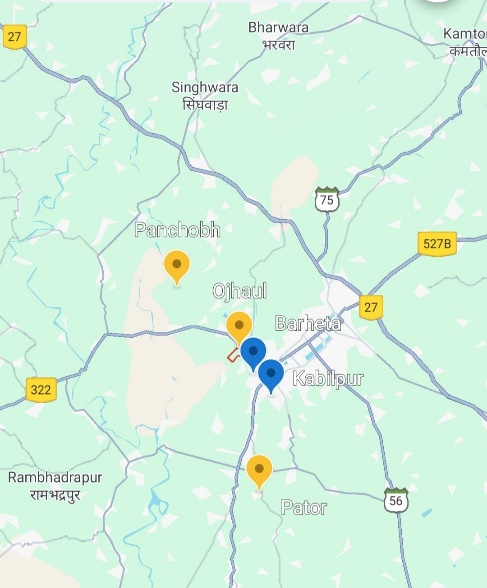 Bharwara
भरवरा
27
Kamtou
कमतौल
Singhwara
सिंघवाड़ा
75
Panchobh
527B
Ojhaul
27
Barheta
Kabilpur
322
Rambhadrapur
रामभद्रपुर
Pator
56